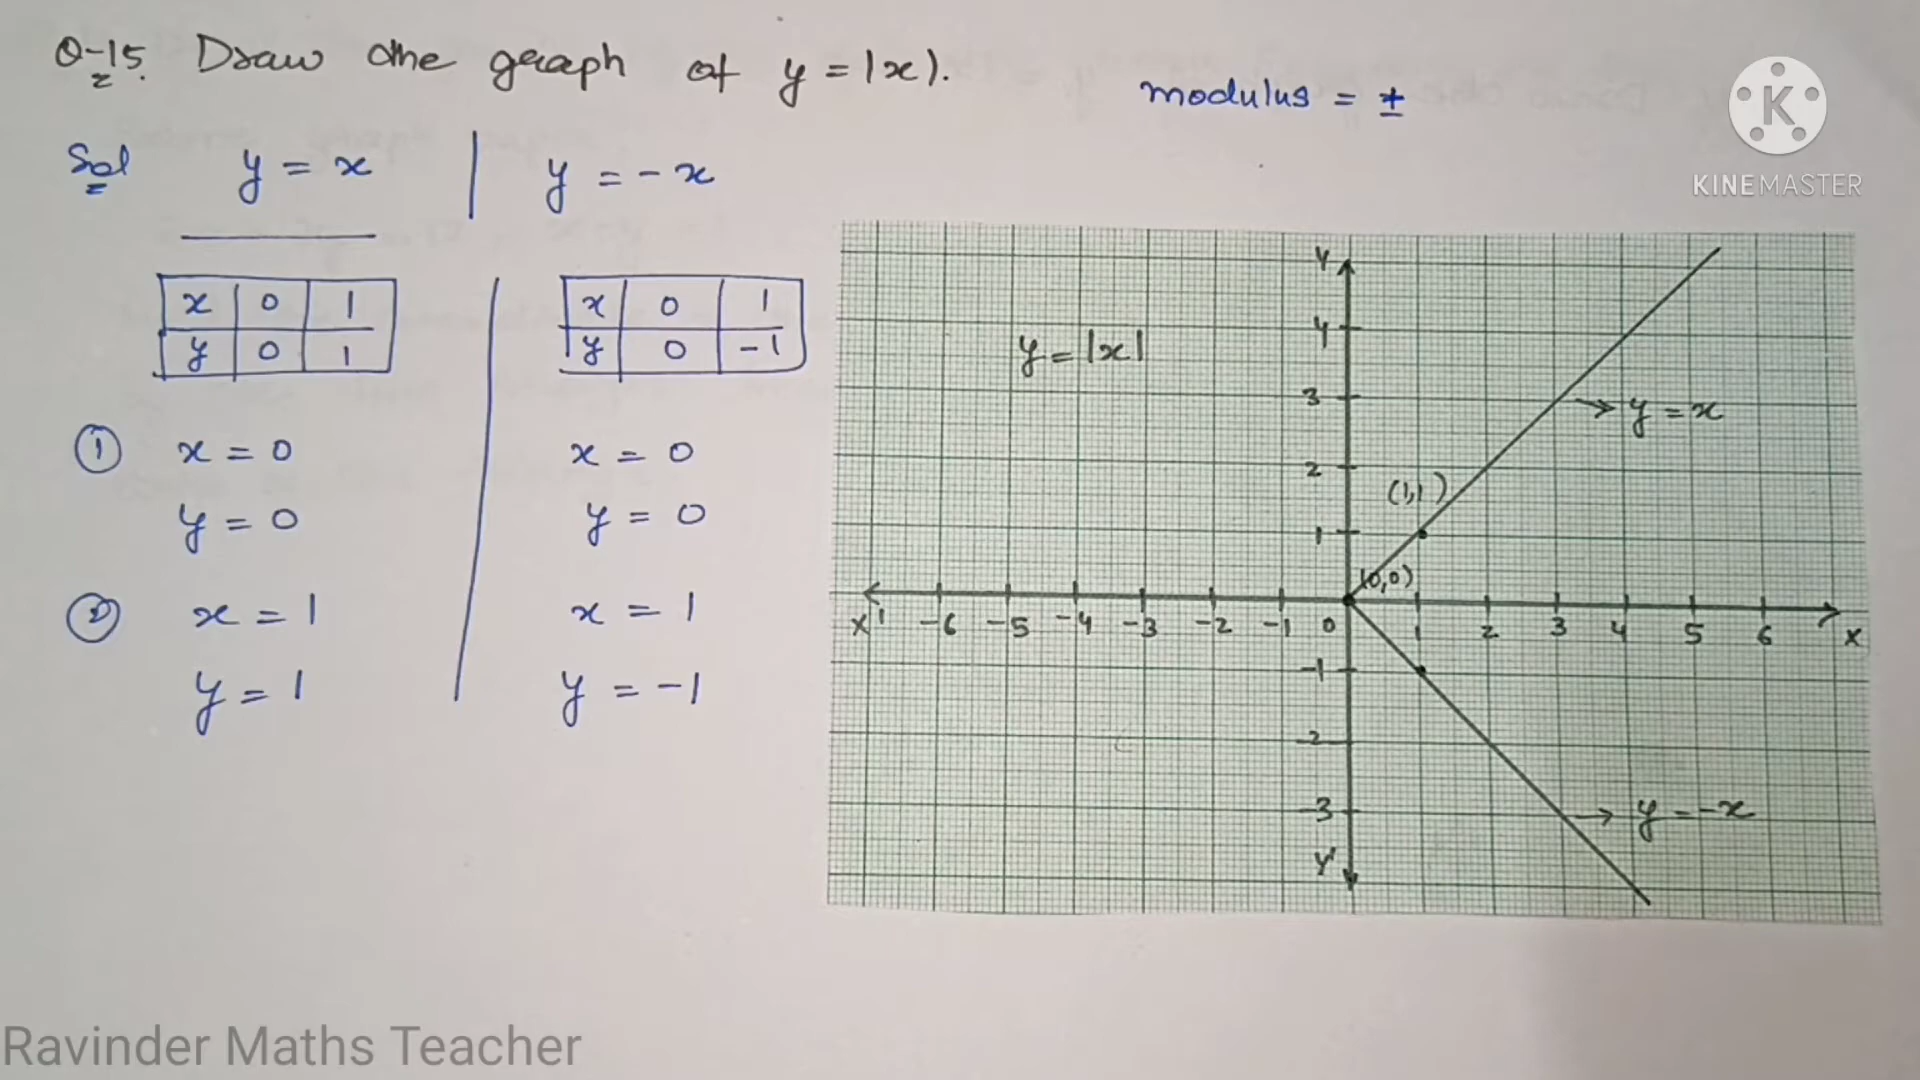 Q-15. Draw the graph of y = |x).
modulus = ±
KINEMASTER
Sol y = x | y = - x
x 0 1
y 0 1
x 0 1
y 0 -1
① x = 0
y = 0
② x = 1
y = 1
x = 0
y = 0
x = 1
y = -1
y = |x|
Y
4
3
2
1
→ y = x
(1,1)
(0,0)
X' -6 -5 -4 -3 -2 -1 0 1 2 3 4 5 6 X
-1
-2
-3
Y'
→ y = -x
Ravinder Maths Teacher